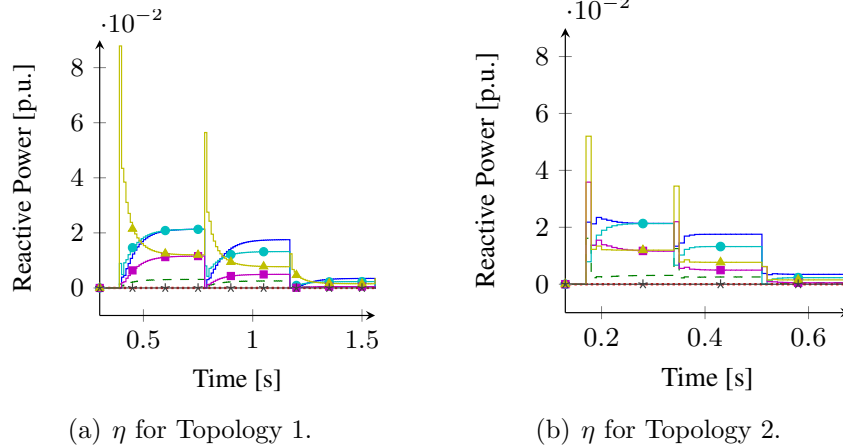 ·10⁻²
8
6
4
2
0
Reactive Power [p.u.]
0.5 1 1.5
Time [s]
(a) η for Topology 1.
·10⁻²
8
6
4
2
0
Reactive Power [p.u.]
0.2 0.4 0.6
Time [s]
(b) η for Topology 2.